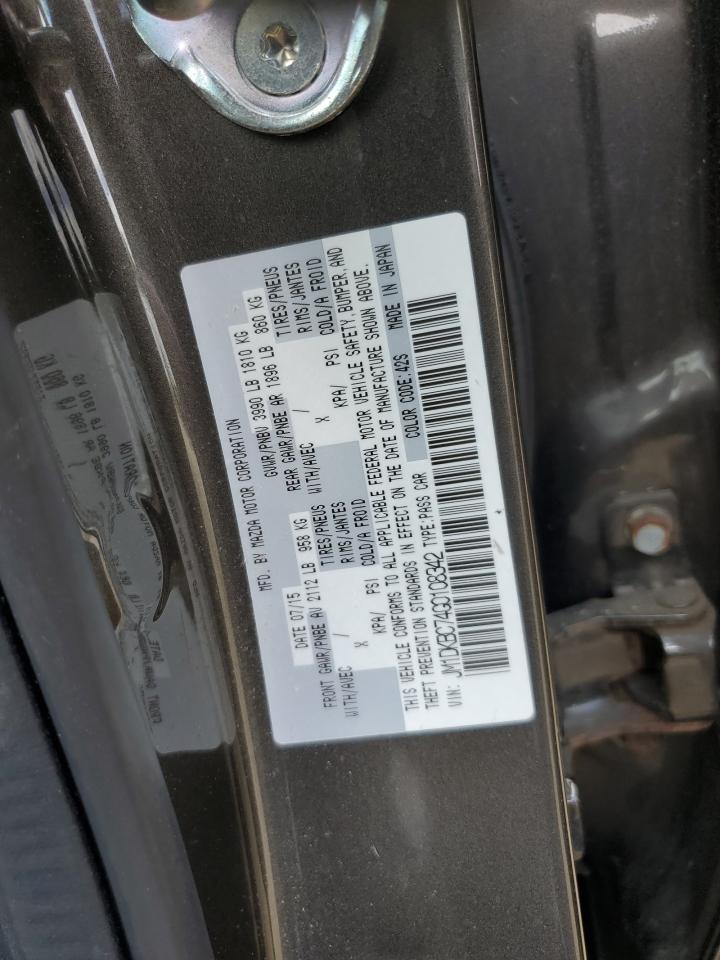 MFD. BY MAZDA MOTOR CORPORATION
DATE 07/15 GVWR/PNBV 3990 LB 1810 KG
FRONT GAWR/PNBE AV 2112 LB 958 KG REAR GAWR/PNBE AR 1896 LB 860 KG
WITH/AVEC / TIRES/PNEUS WITH/AVEC / TIRES/PNEUS
X RIMS/JANTES X RIMS/JANTES
KPA/ PSI COLD/A FROID KPA/ PSI COLD/A FROID
THIS VEHICLE CONFORMS TO ALL APPLICABLE FEDERAL MOTOR VEHICLE SAFETY,BUMPER,AND
THEFT PREVENTION STANDARDS IN EFFECT ON THE DATE OF MANUFACTURE SHOWN ABOVE.
VIN: JM1DKBC74G0108942 TYPE:PASS CAR COLOR CODE:42S MADE IN JAPAN